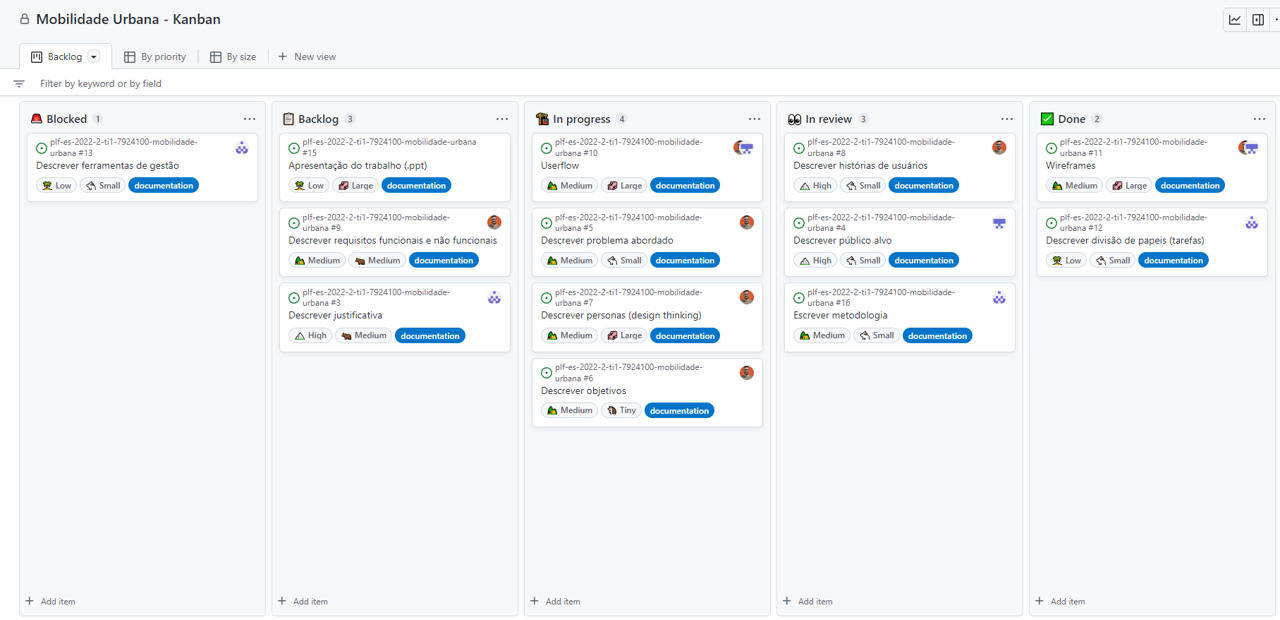 Mobilidade Urbana - Kanban
Backlog
By priority
By size
New view
Filter by keyword or by field
Blocked 1
plf-es-2022-2-ti1-7924100-mobilidade-
urbana #13
Descrever ferramentas de gestão
Low Small documentation
Add item
Backlog 3
plf-es-2022-2-ti1-7924100-mobilidade-urbana
#15
Apresentação do trabalho (.ppt)
Low Large documentation
plf-es-2022-2-ti1-7924100-mobilidade-
urbana #9
Descrever requisitos funcionais e não funcionais
Medium Medium documentation
plf-es-2022-2-ti1-7924100-mobilidade-
urbana #3
Descrever justificativa
High Medium documentation
Add item
In progress 4
plf-es-2022-2-ti1-7924100-mobilidade-
urbana #10
Userflow
Medium Large documentation
plf-es-2022-2-ti1-7924100-mobilidade-
urbana #5
Descrever problema abordado
Medium Small documentation
plf-es-2022-2-ti1-7924100-mobilidade-
urbana #7
Descrever personas (design thinking)
Medium Large documentation
plf-es-2022-2-ti1-7924100-mobilidade-
urbana #6
Descrever objetivos
Medium Tiny documentation
Add item
In review 3
plf-es-2022-2-ti1-7924100-mobilidade-
urbana #8
Descrever histórias de usuários
High Small documentation
plf-es-2022-2-ti1-7924100-mobilidade-
urbana #4
Descrever público alvo
High Small documentation
plf-es-2022-2-ti1-7924100-mobilidade-
urbana #16
Escrever metodologia
Medium Small documentation
Add item
Done 2
plf-es-2022-2-ti1-7924100-mobilidade-
urbana #11
Wireframes
Medium Large documentation
plf-es-2022-2-ti1-7924100-mobilidade-
urbana #12
Descrever divisão de papeis (tarefas)
Low Small documentation
Add item